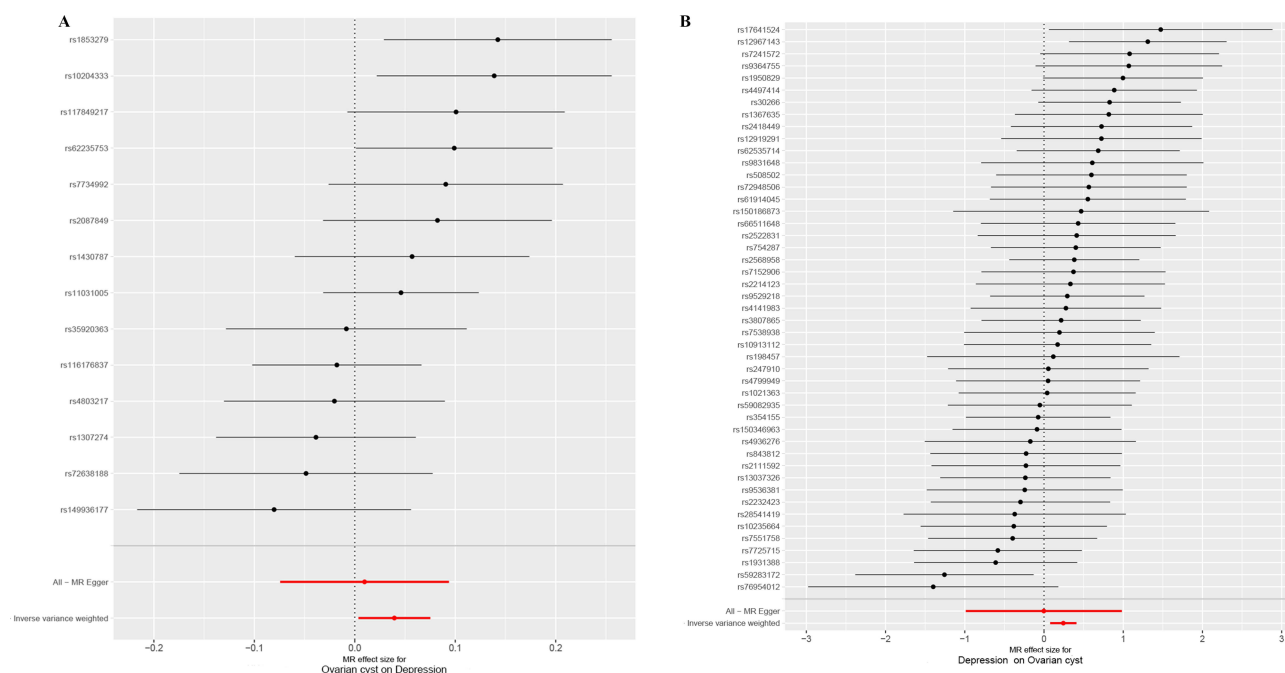 A
rs1853279
rs10204333
rs117849217
rs62235753
rs7734992
rs2087849
rs1430787
rs11031005
rs35920363
rs116176837
rs4803217
rs1307274
rs72638188
rs149936177
All − MR Egger
Inverse variance weighted
−0.2
−0.1
0.0
0.1
0.2
MR effect size for
Ovarian cyst on Depression
B
rs17641524
rs12967143
rs7241572
rs9364755
rs1950829
rs4497414
rs30266
rs1367635
rs2418449
rs12919291
rs62535714
rs9831648
rs508502
rs72948506
rs61914045
rs150186873
rs66511648
rs2522831
rs754287
rs2568958
rs7152906
rs2214123
rs9529218
rs4141983
rs3807865
rs7538938
rs10913112
rs198457
rs247910
rs4799949
rs1021363
rs59082935
rs354155
rs150346963
rs4936276
rs843812
rs2111592
rs13037326
rs9536381
rs2232423
rs28541419
rs10235664
rs7551758
rs7725715
rs1931388
rs59283172
rs76954012
All − MR Egger
Inverse variance weighted
−3
−2
−1
0
1
2
3
MR effect size for
Depression on Ovarian cyst